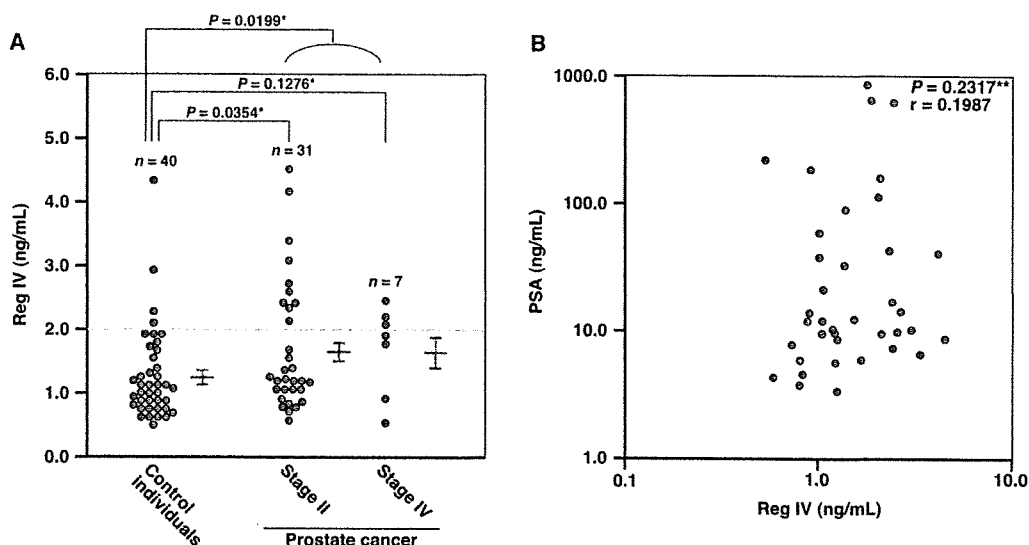 A
P = 0.0199*
P = 0.1276*
P = 0.0354*
n = 40
n = 31
n = 7
6.0
5.0
4.0
3.0
2.0
1.0
0.0
Reg IV (ng/mL)
Control
individuals
Stage II
Stage IV
Prostate cancer
B
P = 0.2317**
r = 0.1987
1000.0
100.0
10.0
1.0
PSA (ng/mL)
0.1
1.0
10.0
Reg IV (ng/mL)